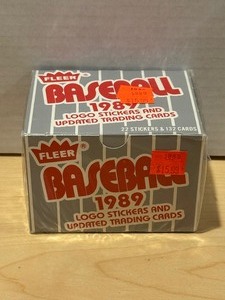 FLEER
BASEBALL
1989
LOGO STICKERS AND
UPDATED TRADING CARDS
22 STICKERS & 132 CARDS
FLEER
BASEBALL
1989
LOGO STICKERS AND
UPDATED TRADING CARDS